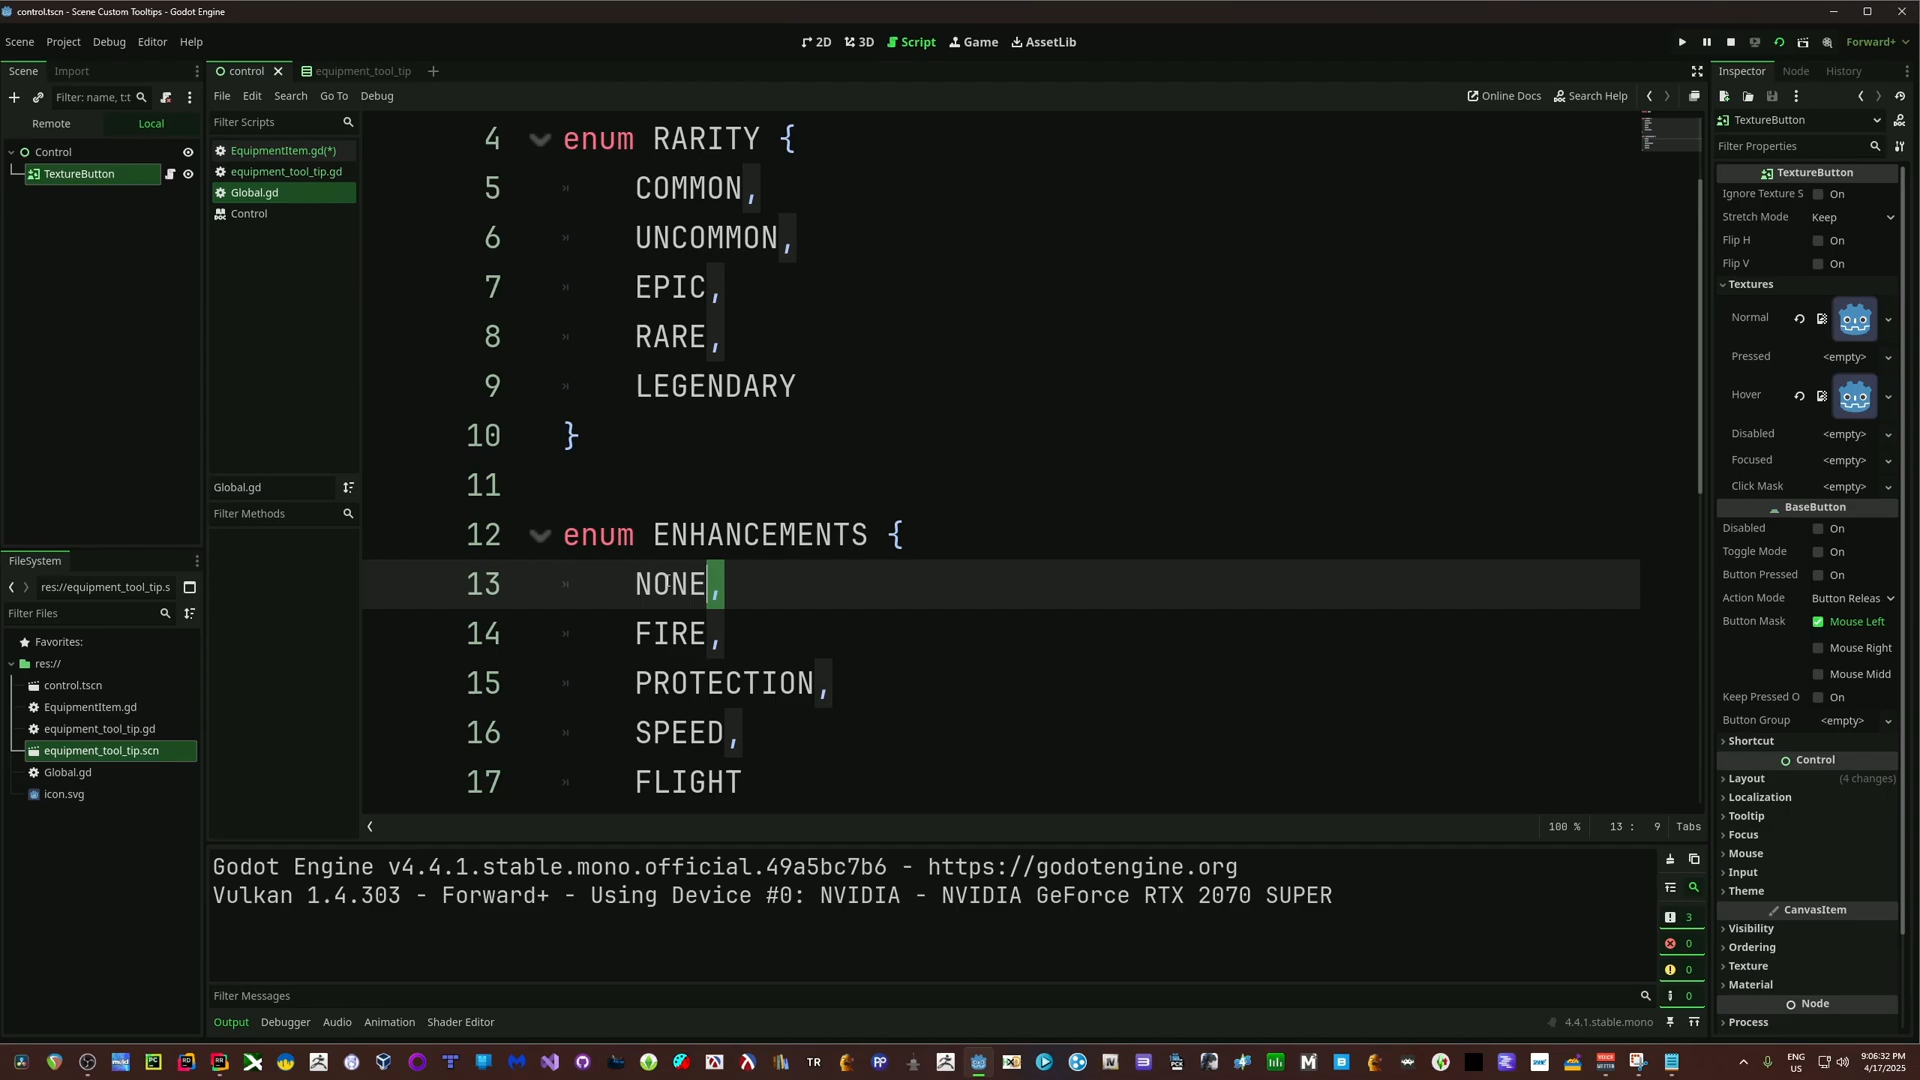 control.tscn - Scene Custom Tooltips - Godot Engine
Scene Project Debug Editor Help
2D 3D Script Game AssetLib
Forward+
Scene Import
Filter: name, t:t
Remote Local
Control
TextureButton
control equipment_tool_tip
File Edit Search Go To Debug
Online Docs Search Help
Filter Scripts
EquipmentItem.gd(*)
equipment_tool_tip.gd
Global.gd
Control
Global.gd
Filter Methods
4 enum RARITY {
5 COMMON,
6 UNCOMMON,
7 EPIC,
8 RARE,
9 LEGENDARY
10 }
11
12 enum ENHANCEMENTS {
13 NONE,
14 FIRE,
15 PROTECTION,
16 SPEED,
17 FLIGHT
100 % 13 : 9 Tabs
FileSystem
res://equipment_tool_tip.s
Filter Files
Favorites:
res://
control.tscn
EquipmentItem.gd
equipment_tool_tip.gd
equipment_tool_tip.scn
Global.gd
icon.svg
Godot Engine v4.4.1.stable.mono.official.49a5bc7b6 - https://godotengine.org
Vulkan 1.4.303 - Forward+ - Using Device #0: NVIDIA - NVIDIA GeForce RTX 2070 SUPER
3
0
0
0
Filter Messages
Output Debugger Audio Animation Shader Editor
4.4.1.stable.mono
Inspector Node History
TextureButton
Filter Properties
TextureButton
Ignore Texture S On
Stretch Mode Keep
Flip H On
Flip V On
Textures
Normal
Pressed <empty>
Hover
Disabled <empty>
Focused <empty>
Click Mask <empty>
BaseButton
Disabled On
Toggle Mode On
Button Pressed On
Action Mode Button Releas
Button Mask Mouse Left
Mouse Right
Mouse Midd
Keep Pressed O On
Button Group <empty>
Shortcut
Control
Layout (4 changes)
Localization
Tooltip
Focus
Mouse
Input
Theme
CanvasItem
Visibility
Ordering
Texture
Material
Node
Process
ENG
US
9:06:32 PM
4/17/2025